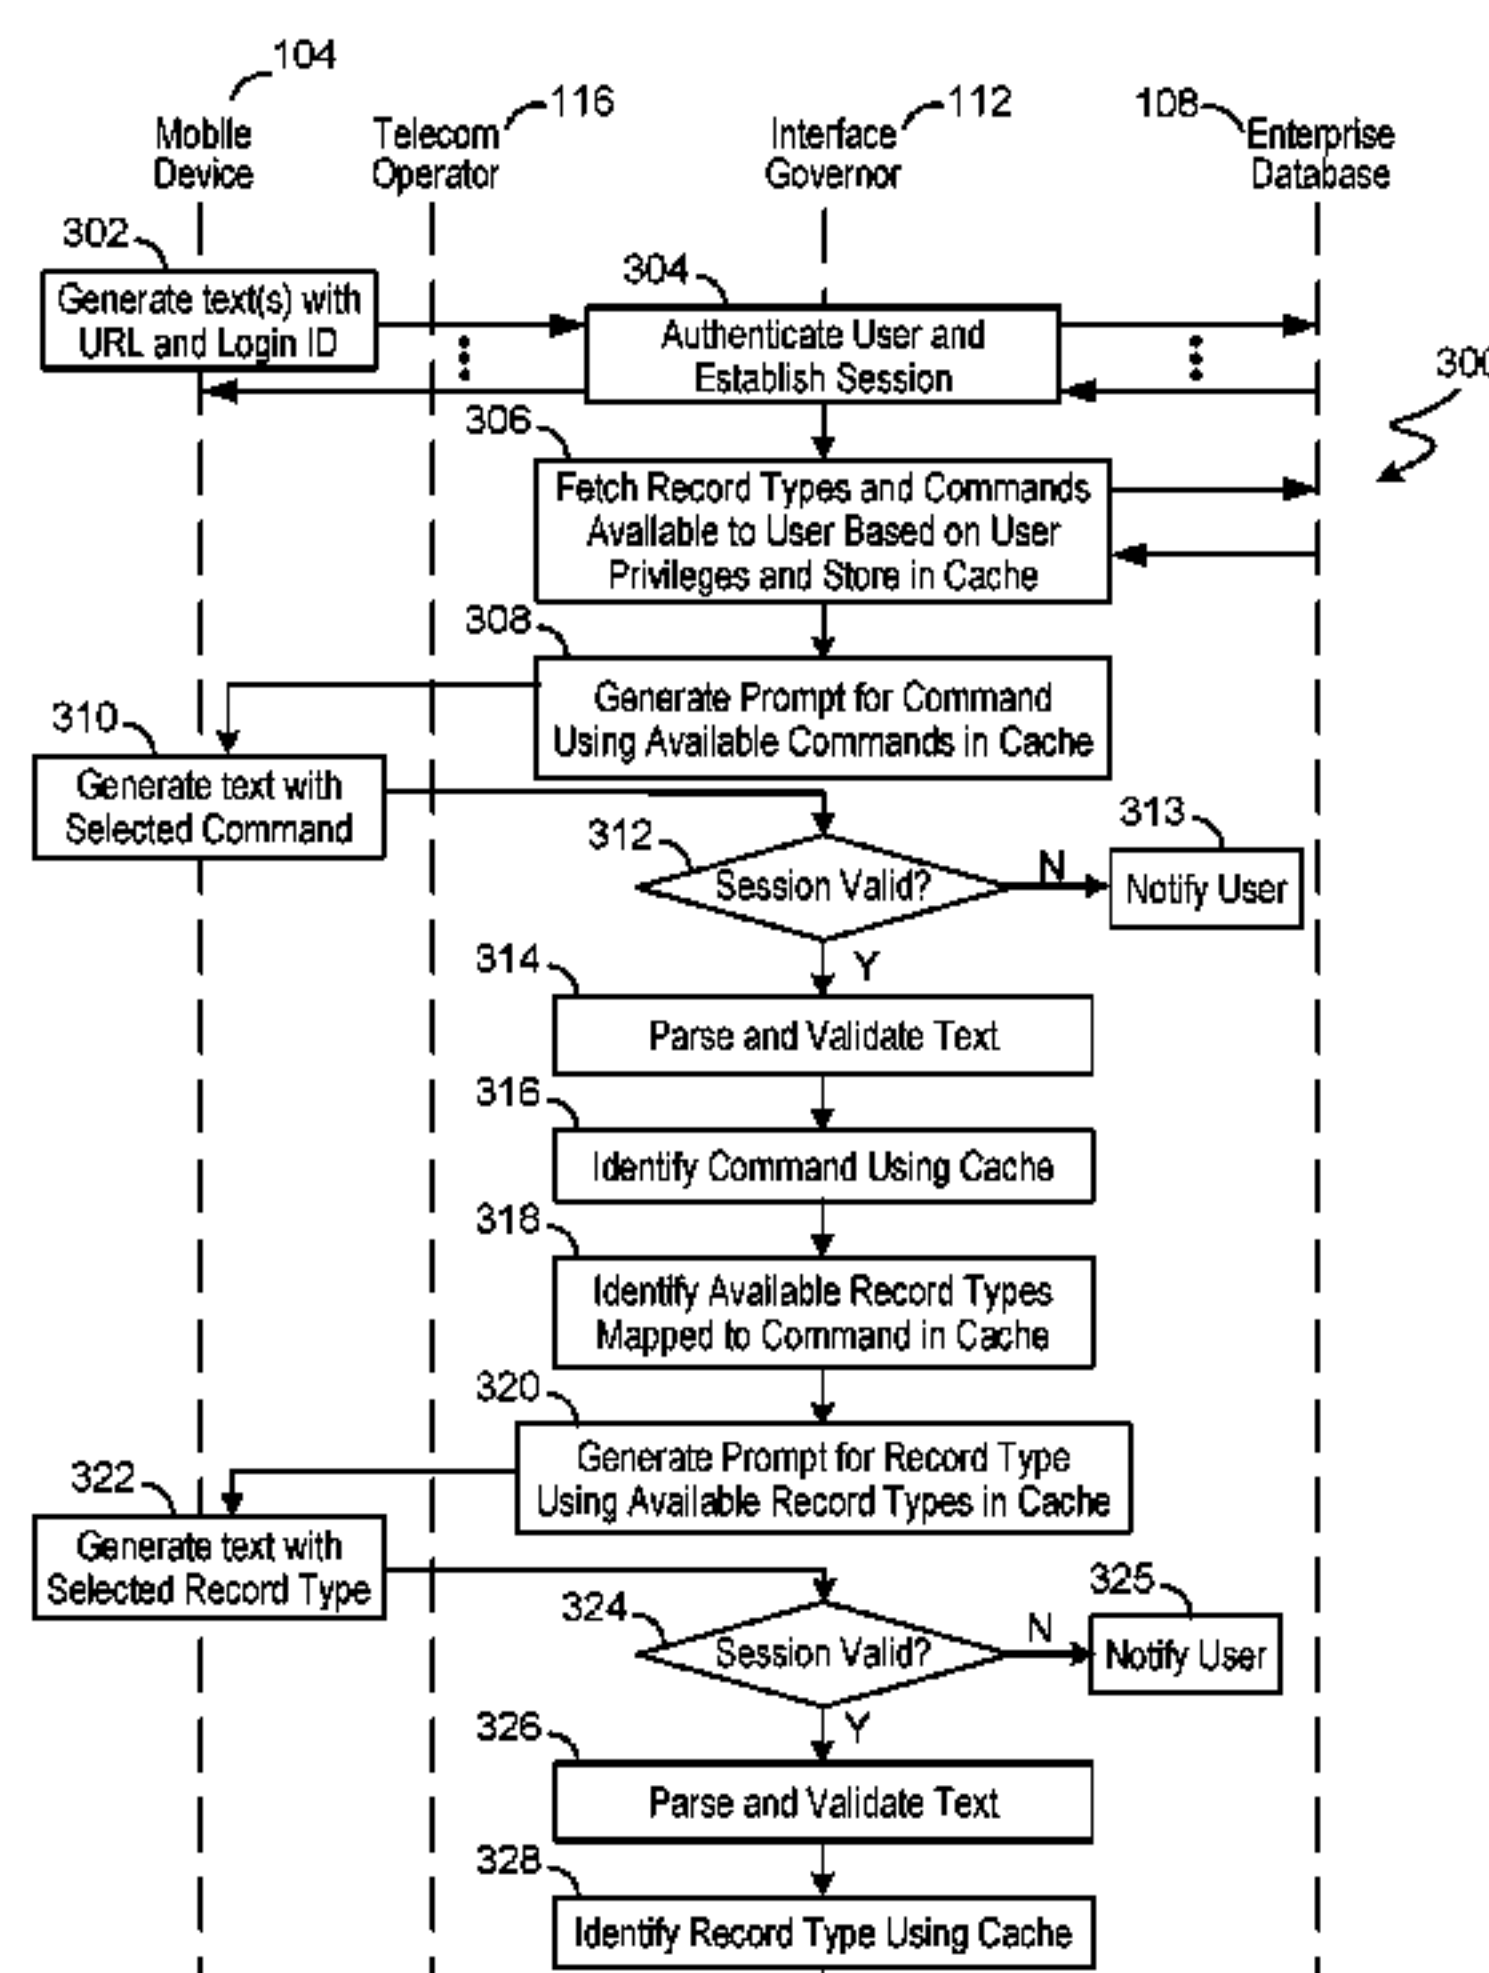 104
116
112
108
Mobile
Device
Telecom
Operator
Interface
Governor
Enterprise
Database
302
Generate text(s) with
URL and Login ID
304
Authenticate User and
Establish Session
300
306
Fetch Record Types and Commands
Available to User Based on User
Privileges and Store in Cache
308
Generate Prompt for Command
Using Available Commands in Cache
310
Generate text with
Selected Command
312
Session Valid?
N
313
Notify User
Y
314
Parse and Validate Text
316
Identify Command Using Cache
318
Identify Available Record Types
Mapped to Command in Cache
320
Generate Prompt for Record Type
Using Available Record Types in Cache
322
Generate text with
Selected Record Type
324
Session Valid?
N
325
Notify User
Y
326
Parse and Validate Text
328
Identify Record Type Using Cache